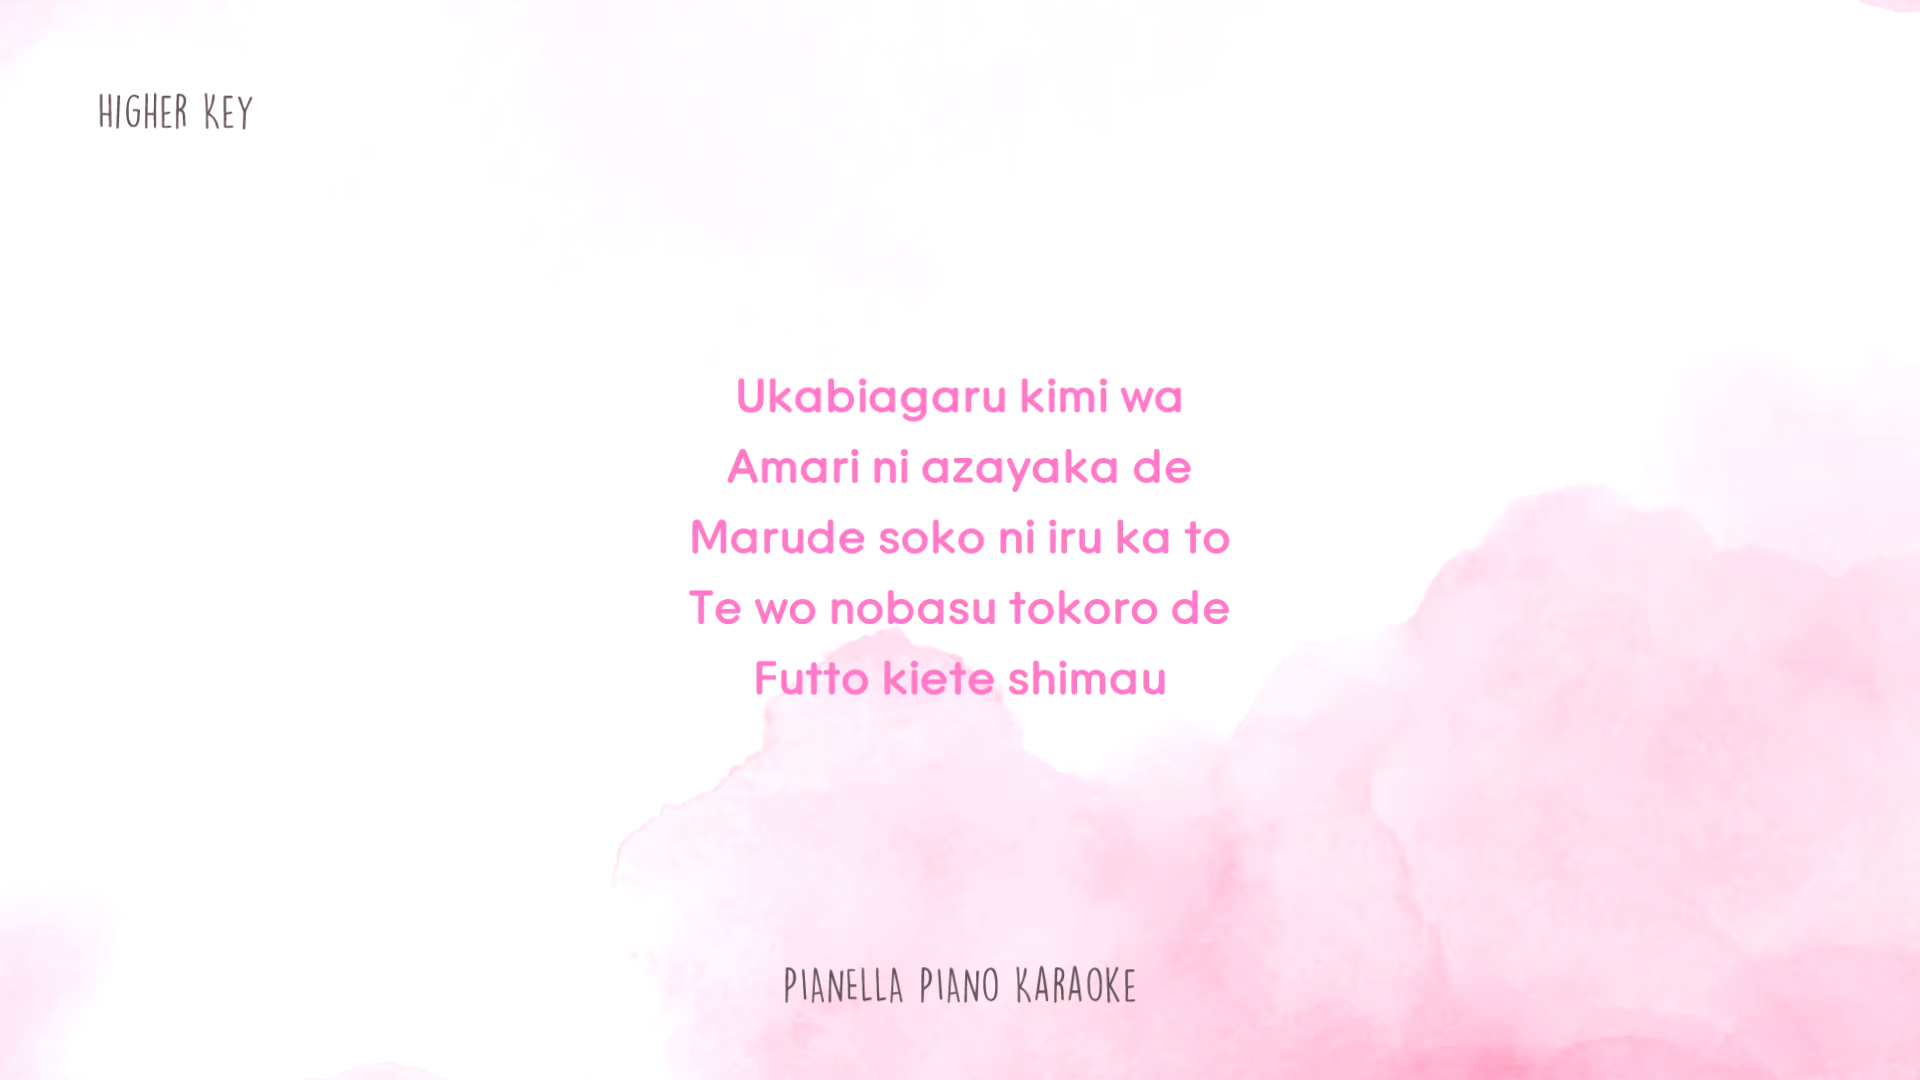 HIGHER KEY
Ukabiagaru kimi wa
Amari ni azayaka de
Marude soko ni iru ka to
Te wo nobasu tokoro de
Futto kiete shimau
PIANELLA PIANO KARAOKE